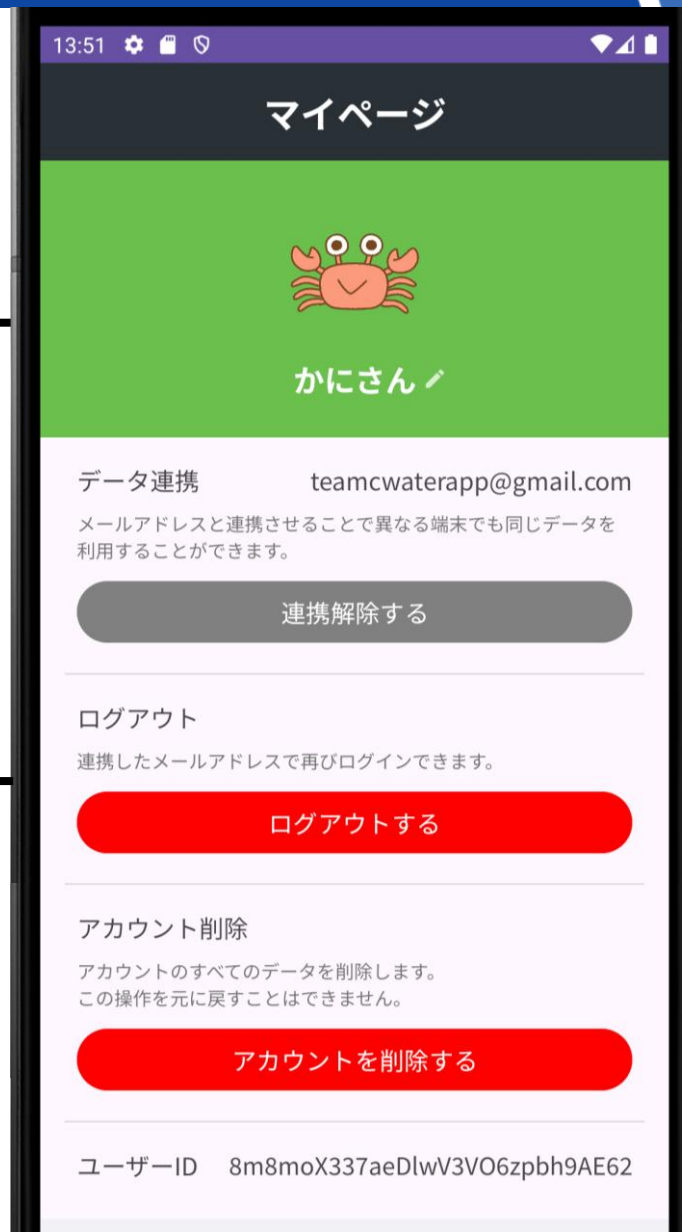 13:51
マイページ
かにさん
データ連携 teamcwaterapp@gmail.com
メールアドレスと連携させることで異なる端末でも同じデータを
利用することができます。
連携解除する
ログアウト
連携したメールアドレスで再びログインできます。
ログアウトする
アカウント削除
アカウントのすべてのデータを削除します。
この操作を元に戻すことはできません。
アカウントを削除する
ユーザーID 8m8moX337aeDlwV3VO6zpbh9AE62